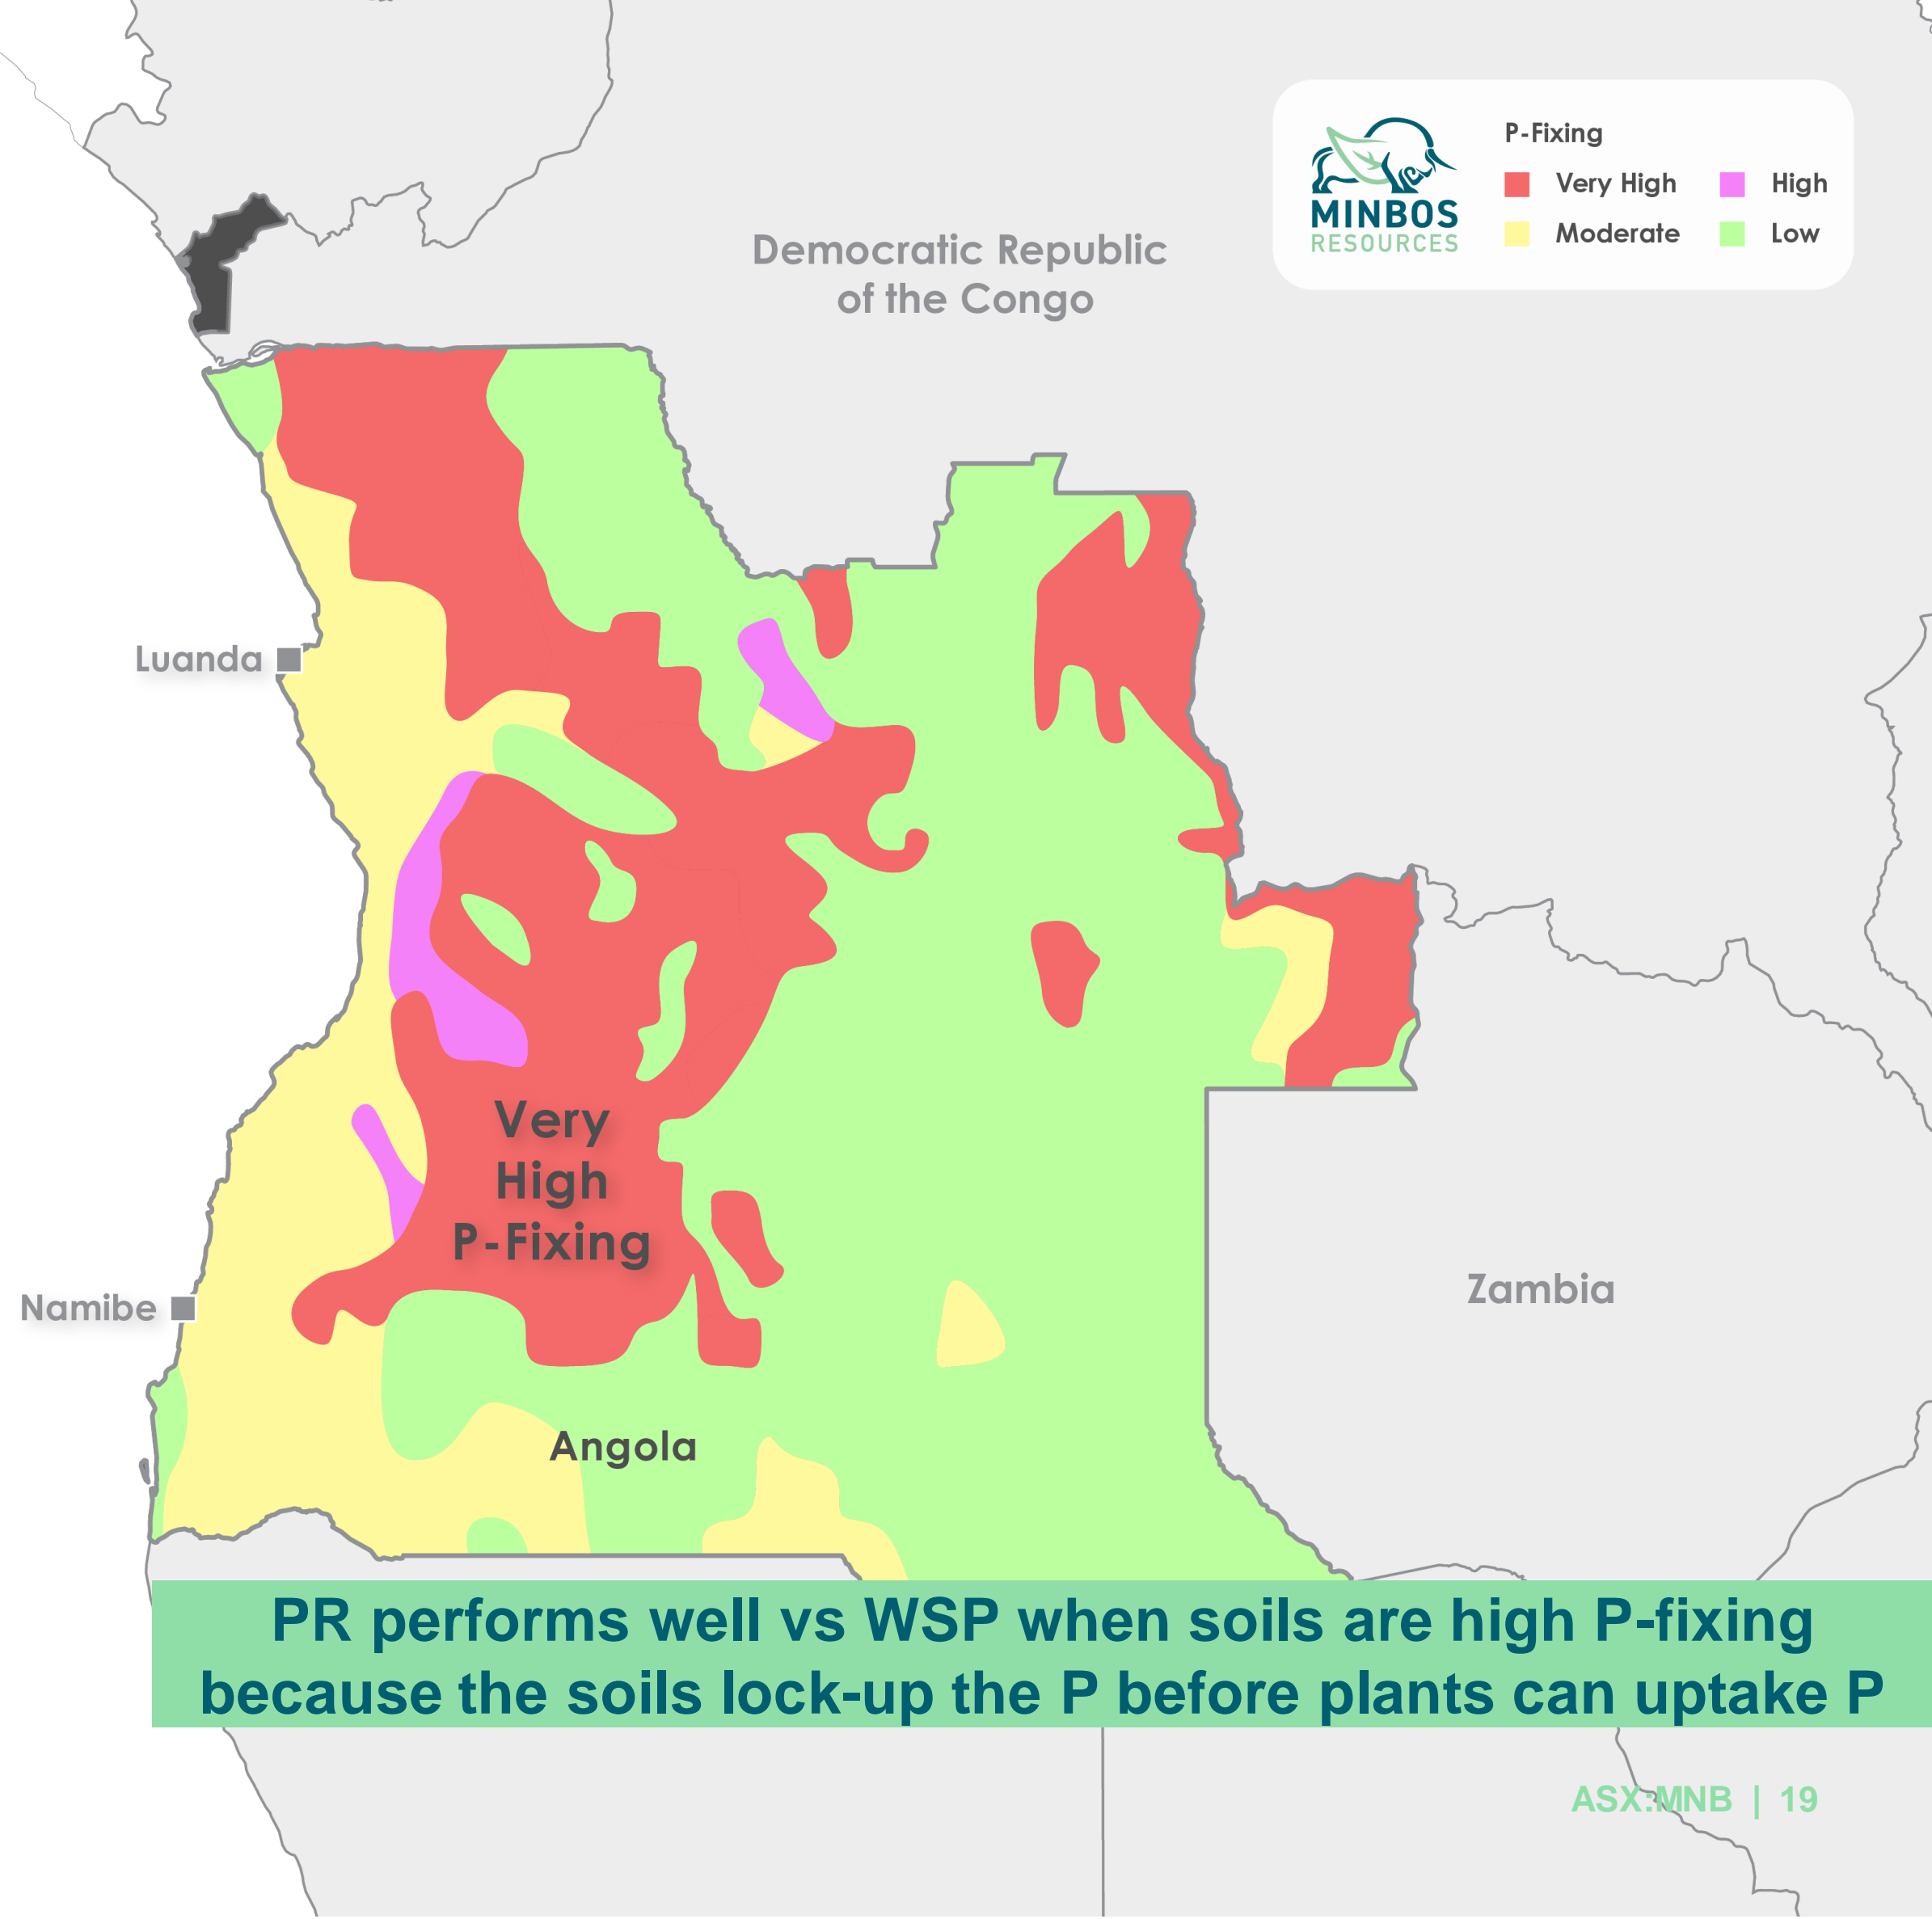 P-Fixing
Very High
High
Moderate
Low
MINBOS
RESOURCES
Democratic Republic
of the Congo
Luanda
Very
High
P-Fixing
Namibe
Zambia
Angola
PR performs well vs WSP when soils are high P-fixing
because the soils lock-up the P before plants can uptake P
ASX:MNB | 19